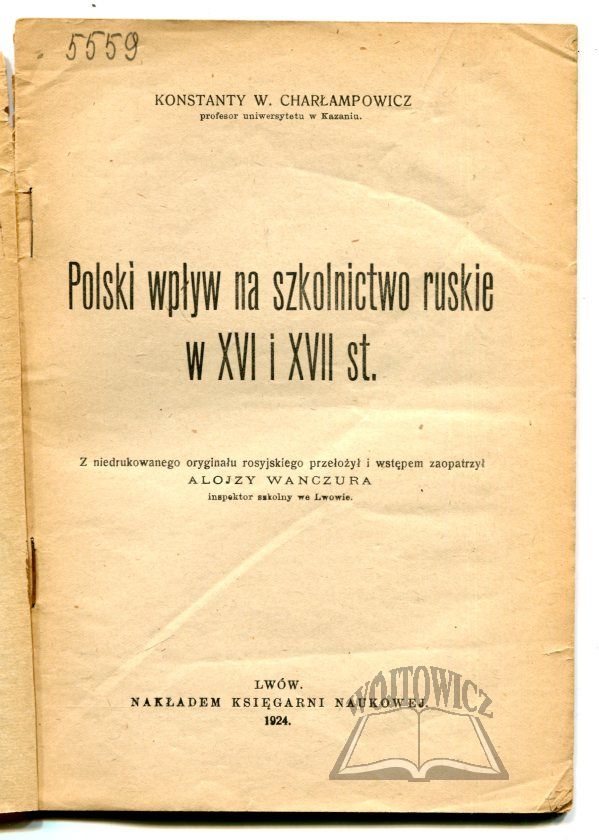 5559
KONSTANTY W. CHARŁAMPOWICZ
profesor uniwersytetu w Kazaniu.
Polski wpływ na szkolnictwo ruskie
w XVI i XVII st.
Z niedrukowanego oryginału rosyjskiego przełożył i wstępem zaopatrzył
ALOJZY WANCZURA
inspektor szkolny we Lwowie.
LWÓW.
NAKŁADEM KSIĘGARNI NAUKOWEJ.
1924.
WÓJTOWICZ